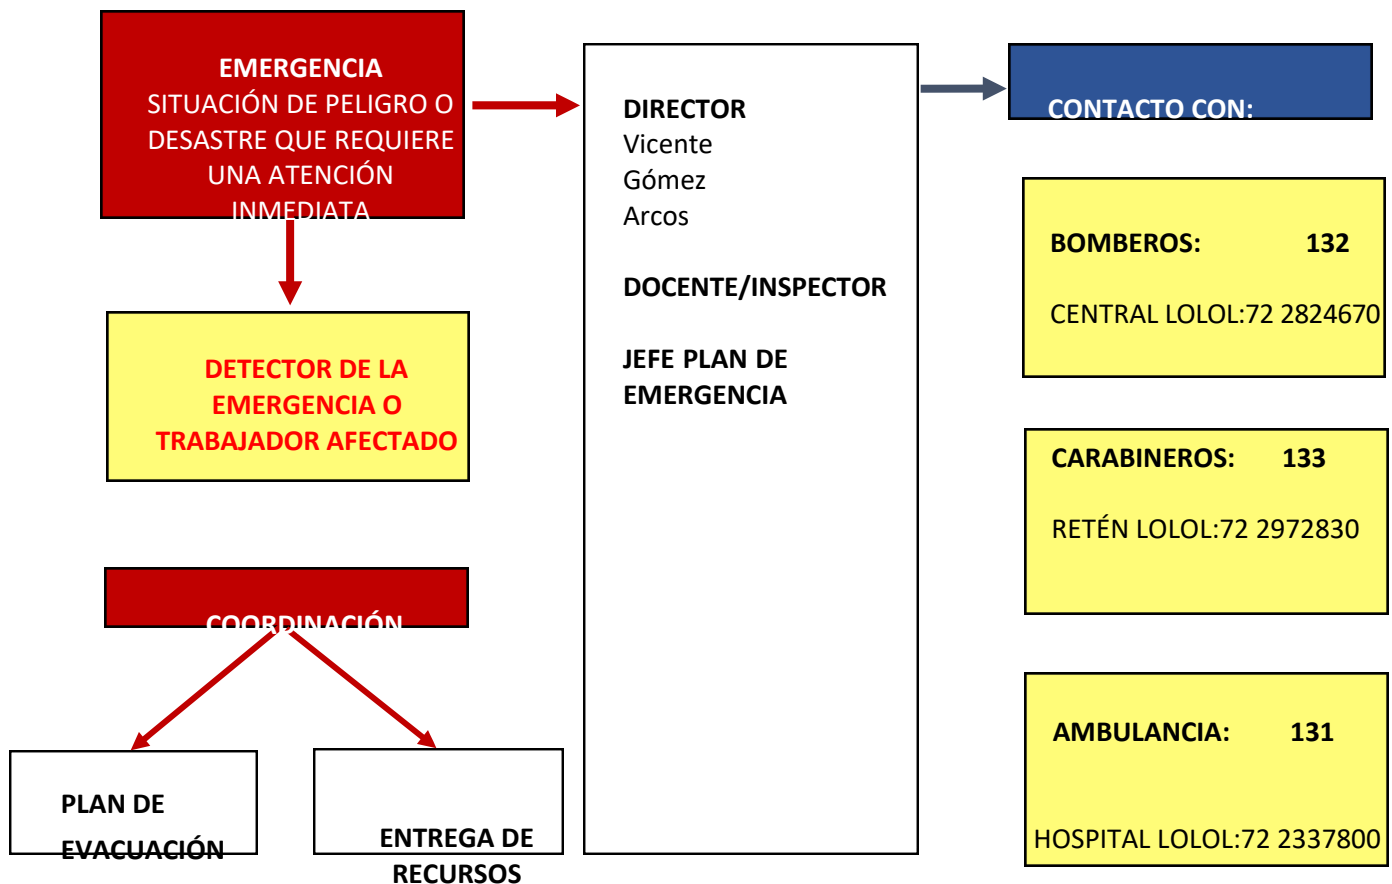 EMERGENCIA
SITUACIÓN DE PELIGRO O
DESASTRE QUE REQUIERE
UNA ATENCIÓN
INMEDIATA
DETECTOR DE LA
EMERGENCIA O
TRABAJADOR AFECTADO
COORDINACIÓN
PLAN DE
EVACUACIÓN
ENTREGA DE
RECURSOS
DIRECTOR
Vicente
Gómez
Arcos
DOCENTE/INSPECTOR
JEFE PLAN DE
EMERGENCIA
CONTACTO CON:
BOMBEROS: 132
CENTRAL LOLOL:72 2824670
CARABINEROS: 133
RETÉN LOLOL:72 2972830
AMBULANCIA: 131
HOSPITAL LOLOL:72 2337800